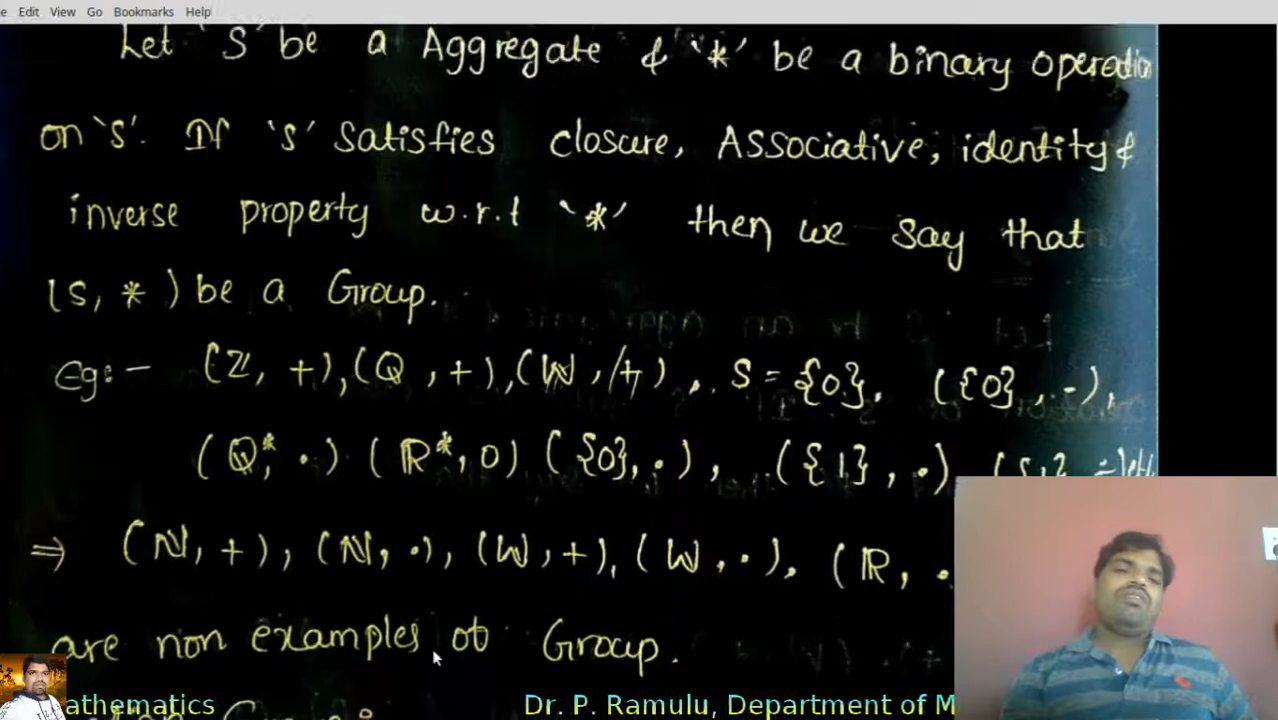 Edit View Go Bookmarks Help
Let 'S' be a Aggregate & '*' be a binary operation
on 's'. If 's' satisfies closure, Associative, identity &
inverse property w.r.t '*' then we say that
(S, *) be a Group.
Eg:- (Z, +), (Q, +), (W, +), S = {0}, ({0}, -),
(Q*, ·) (R*, 0) ({0}, ·), ({1}, ·)
⇒ (N, +), (N, ·), (W, +), (W, ·), (R, ·
are non examples of Group.
athematics Dr. P. Ramulu, Department of M